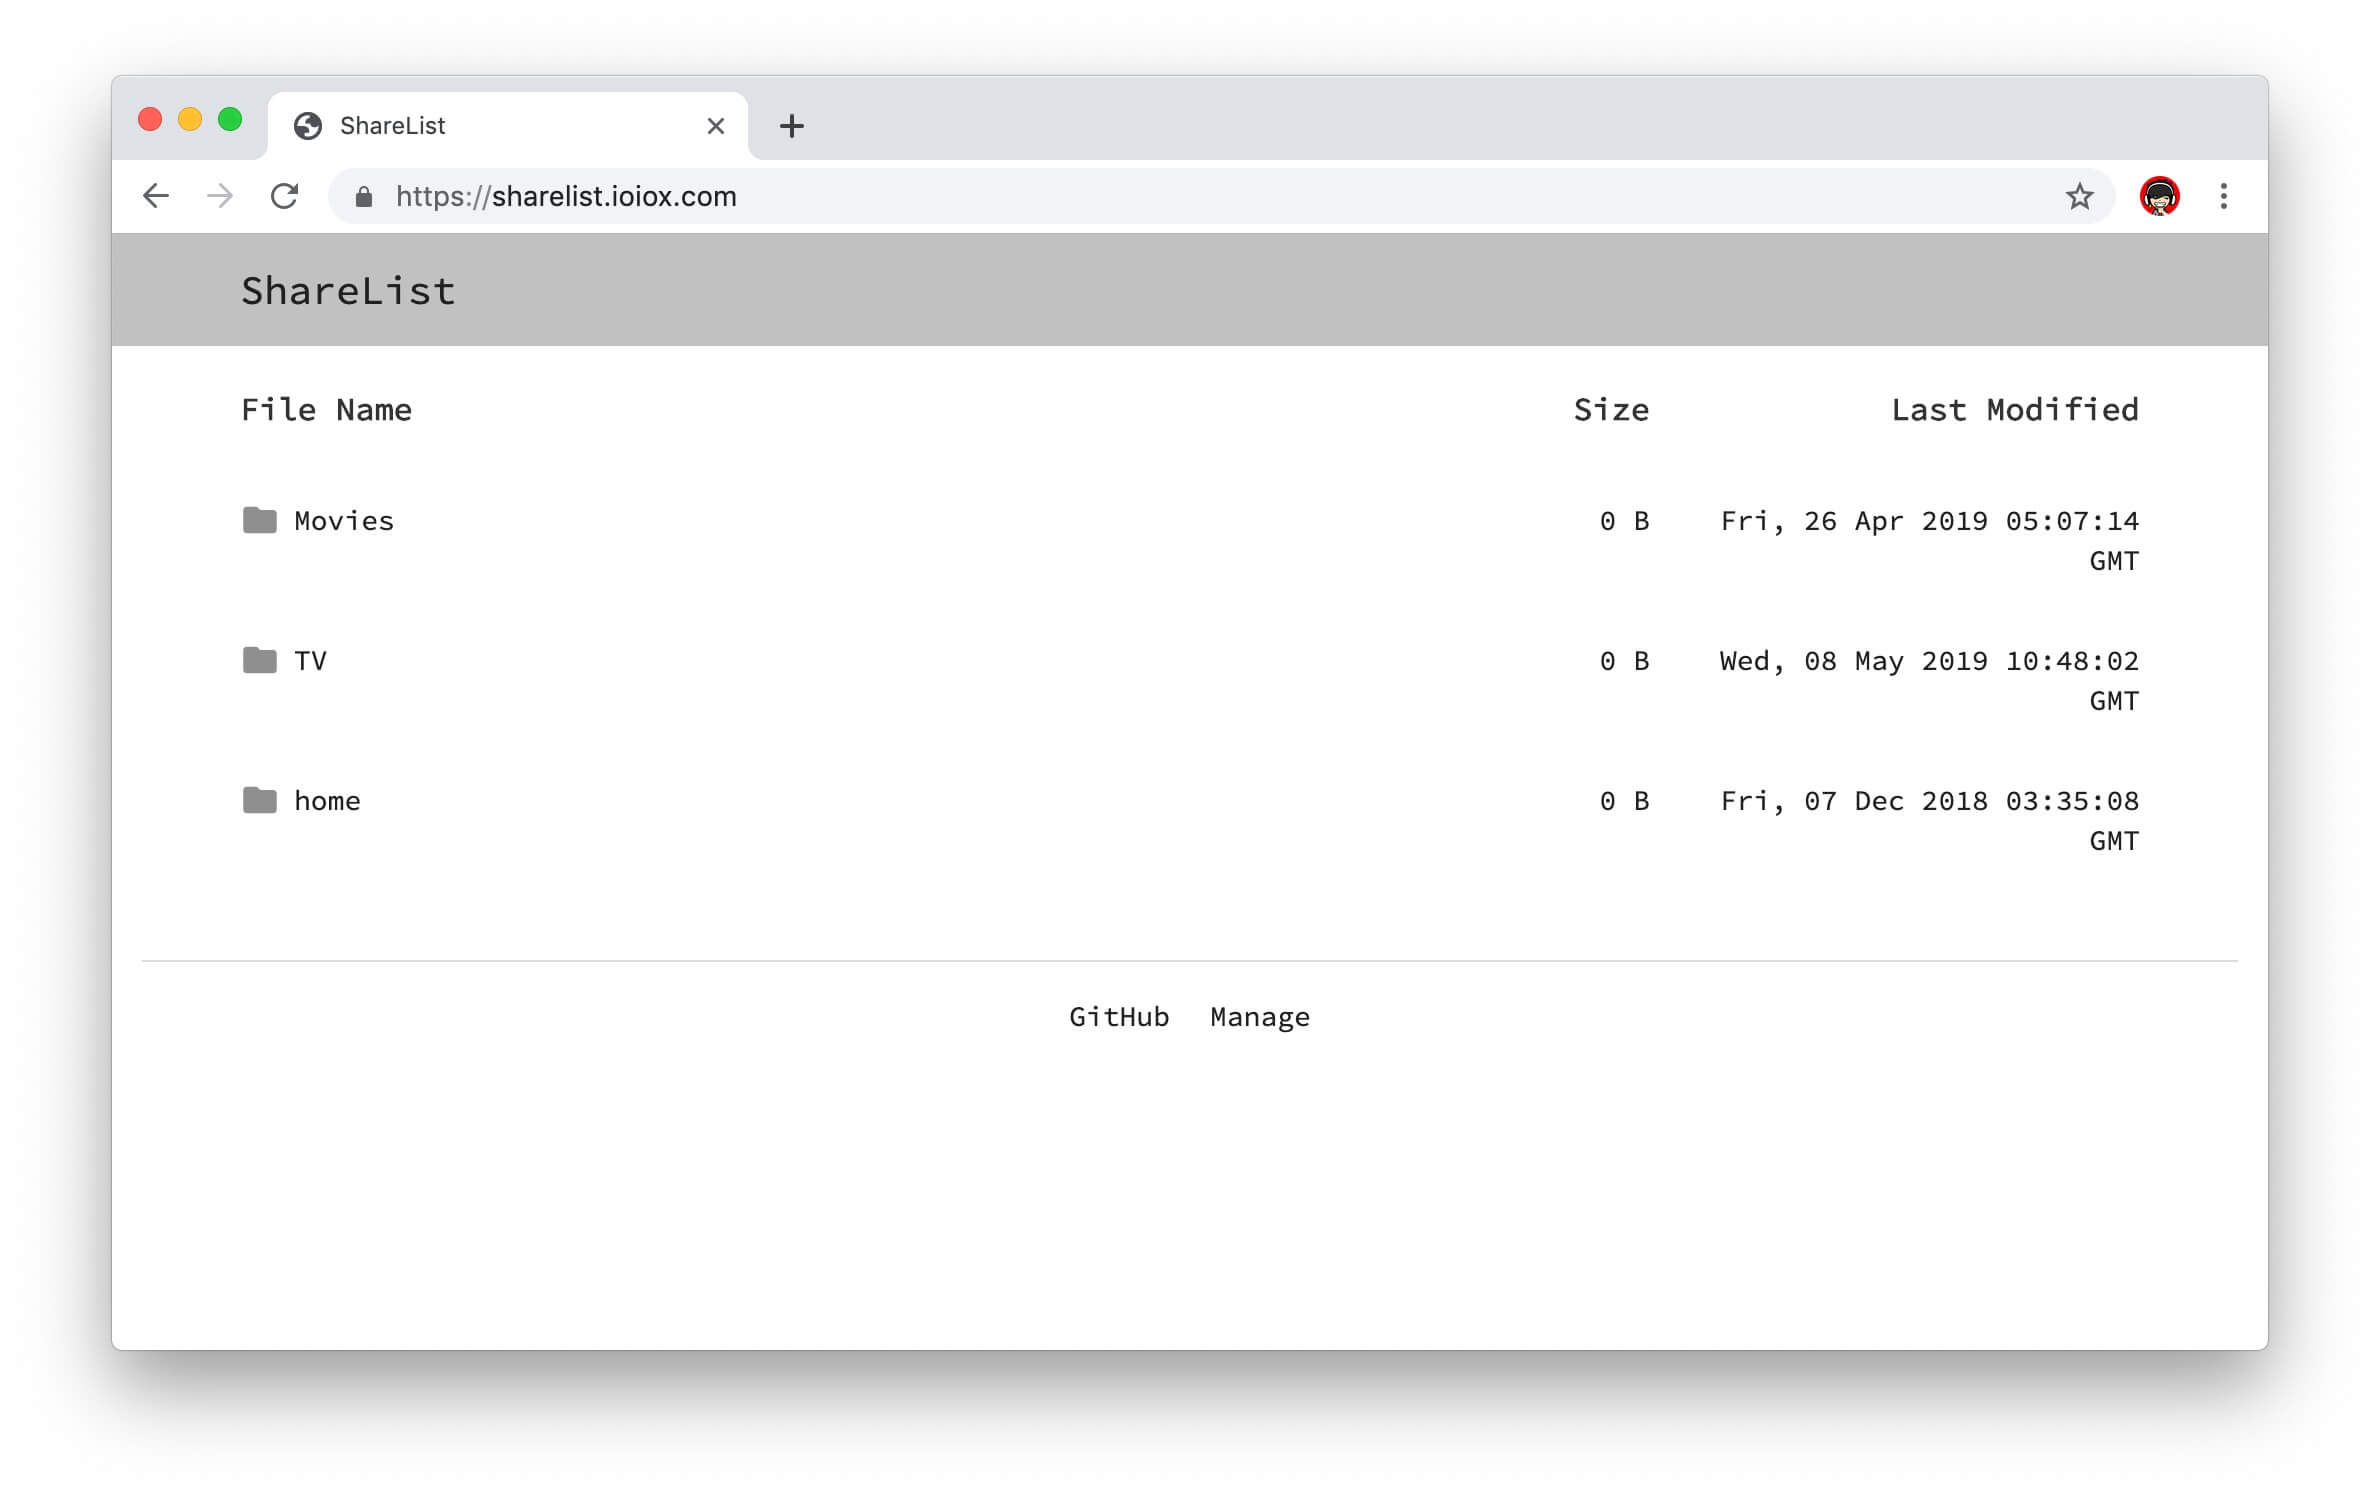 ShareList
https://sharelist.ioiox.com
ShareList
File Name Size Last Modified
Movies 0 B Fri, 26 Apr 2019 05:07:14
GMT
TV 0 B Wed, 08 May 2019 10:48:02
GMT
home 0 B Fri, 07 Dec 2018 03:35:08
GMT
GitHub Manage